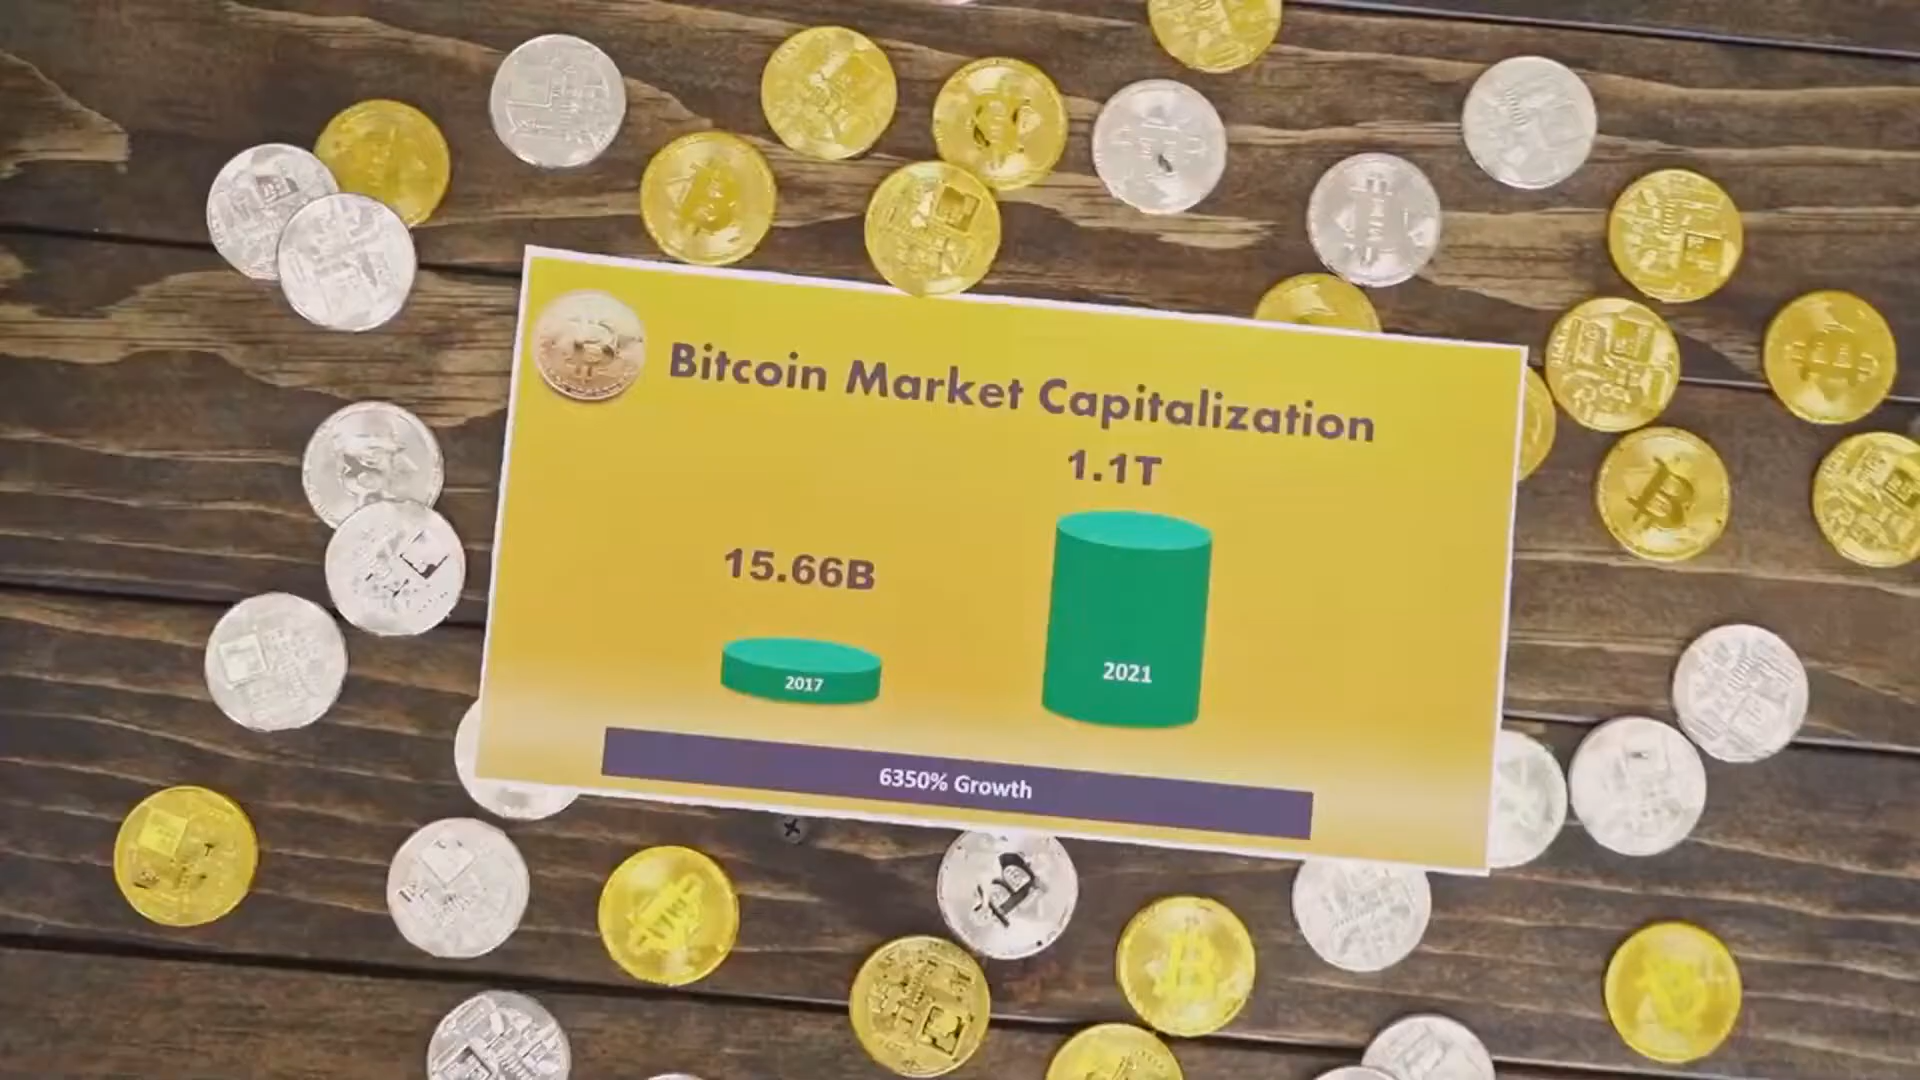 Bitcoin Market Capitalization
1.1T
15.66B
2017
2021
6350% Growth